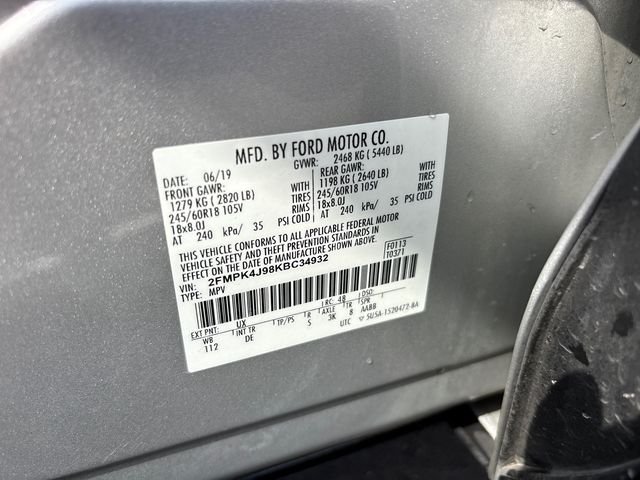 MFD. BY FORD MOTOR CO.
DATE: 06/19 GVWR: 2468 KG ( 5440 LB)
FRONT GAWR: REAR GAWR:
1279 KG ( 2820 LB) WITH 1198 KG ( 2640 LB) WITH
245/60R18 105V TIRES 245/60R18 105V TIRES
18x8.0J RIMS 18x8.0J RIMS
AT 240 kPa/ 35 PSI COLD AT 240 kPa/ 35 PSI COLD
THIS VEHICLE CONFORMS TO ALL APPLICABLE FEDERAL MOTOR
VEHICLE SAFETY AND THEFT PREVENTION STANDARDS IN
EFFECT ON THE DATE OF MANUFACTURE SHOWN ABOVE.
VIN: 2FMPK4J98KBC34932 F0113
TYPE: MPV T0371
EXT PNT: UX RC: 48 DSO:
WB INT TR TP/PS R AXLE TR SPR
112 DE S 3K 8 AABB
UTC 5U5A-1520472-BA